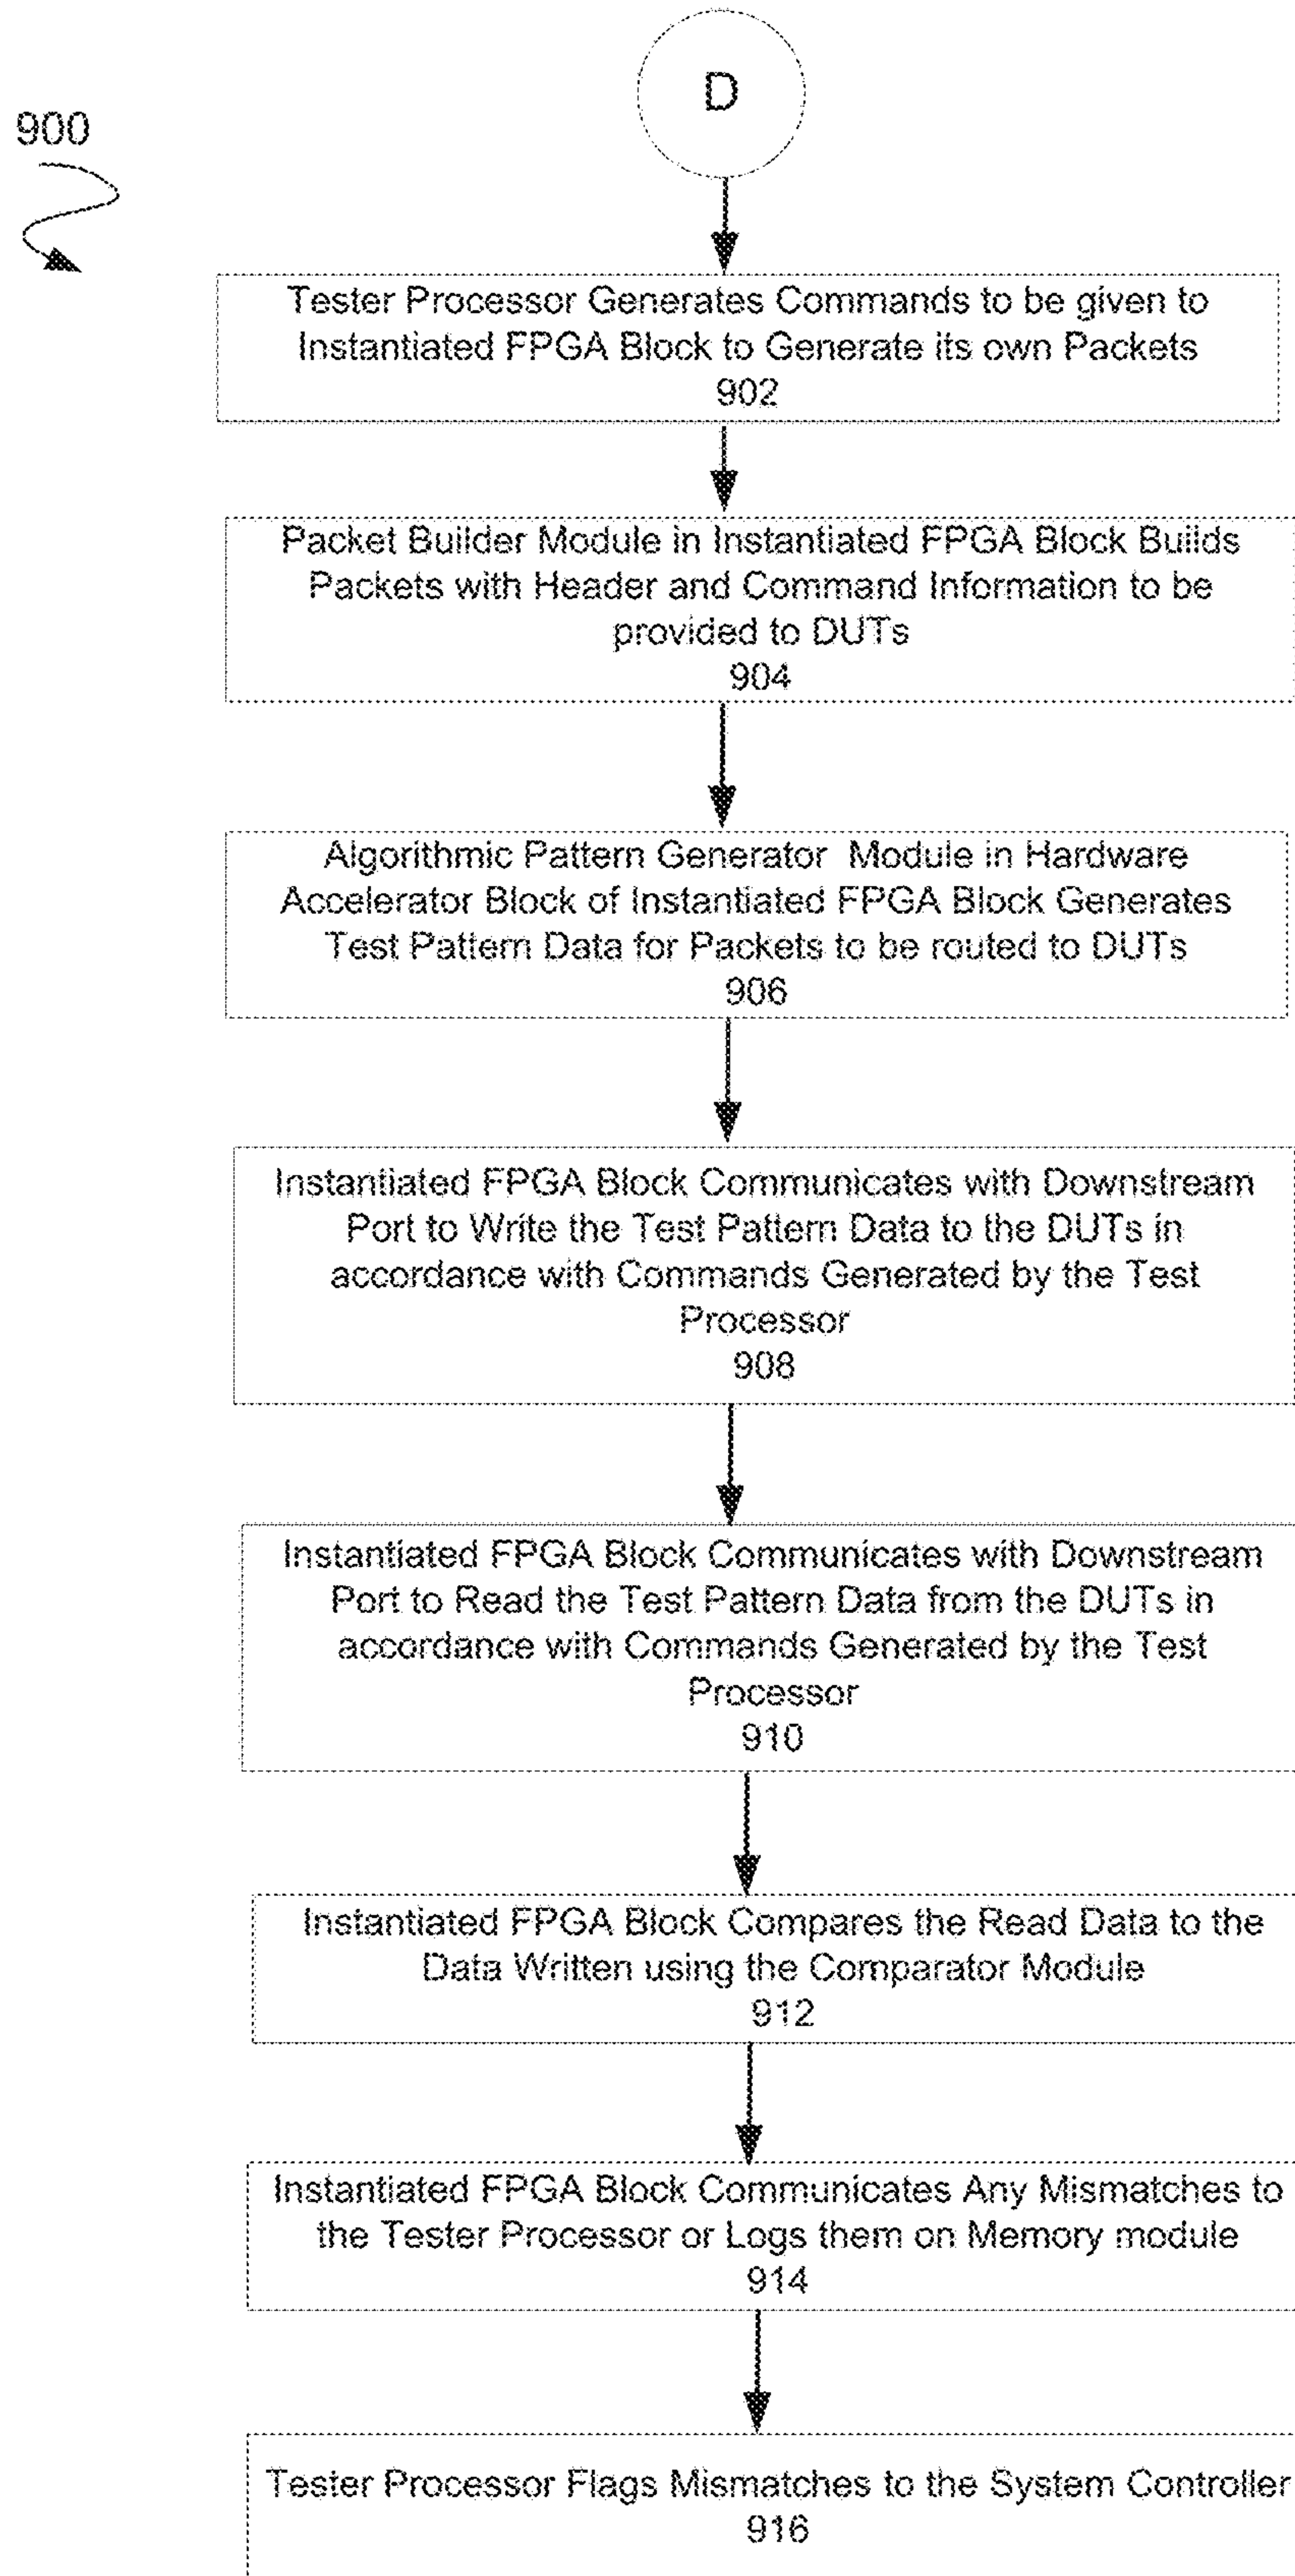 D
900
Tester Processor Generates Commands to be given to
Instantiated FPGA Block to Generate its own Packets
902
Packet Builder Module in Instantiated FPGA Block Builds
Packets with Header and Command Information to be
provided to DUTs
904
Algorithmic Pattern Generator Module in Hardware
Accelerator Block of Instantiated FPGA Block Generates
Test Pattern Data for Packets to be routed to DUTs
906
Instantiated FPGA Block Communicates with Downstream
Port to Write the Test Pattern Data to the DUTs in
accordance with Commands Generated by the Test
Processor
908
Instantiated FPGA Block Communicates with Downstream
Port to Read the Test Pattern Data from the DUTs in
accordance with Commands Generated by the Test
Processor
910
Instantiated FPGA Block Compares the Read Data to the
Data Written using the Comparator Module
912
Instantiated FPGA Block Communicates Any Mismatches to
the Tester Processor or Logs them on Memory module
914
Tester Processor Flags Mismatches to the System Controller
916